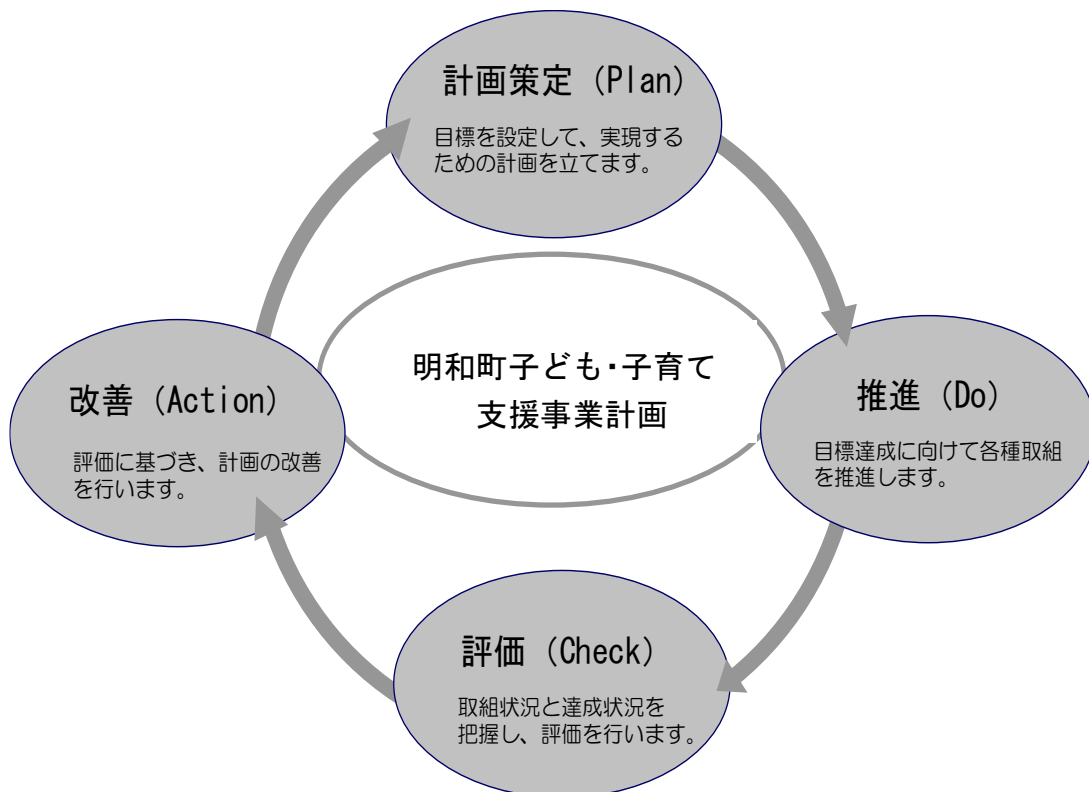 計画策定（Plan）
目標を設定して、実現する
ための計画を立てます。
明和町子ども・子育て
支援事業計画
改善（Action）
評価に基づき、計画の改善
を行います。
推進（Do）
目標達成に向けて各種取組
を推進します。
評価（Check）
取組状況と達成状況を
把握し、評価を行います。